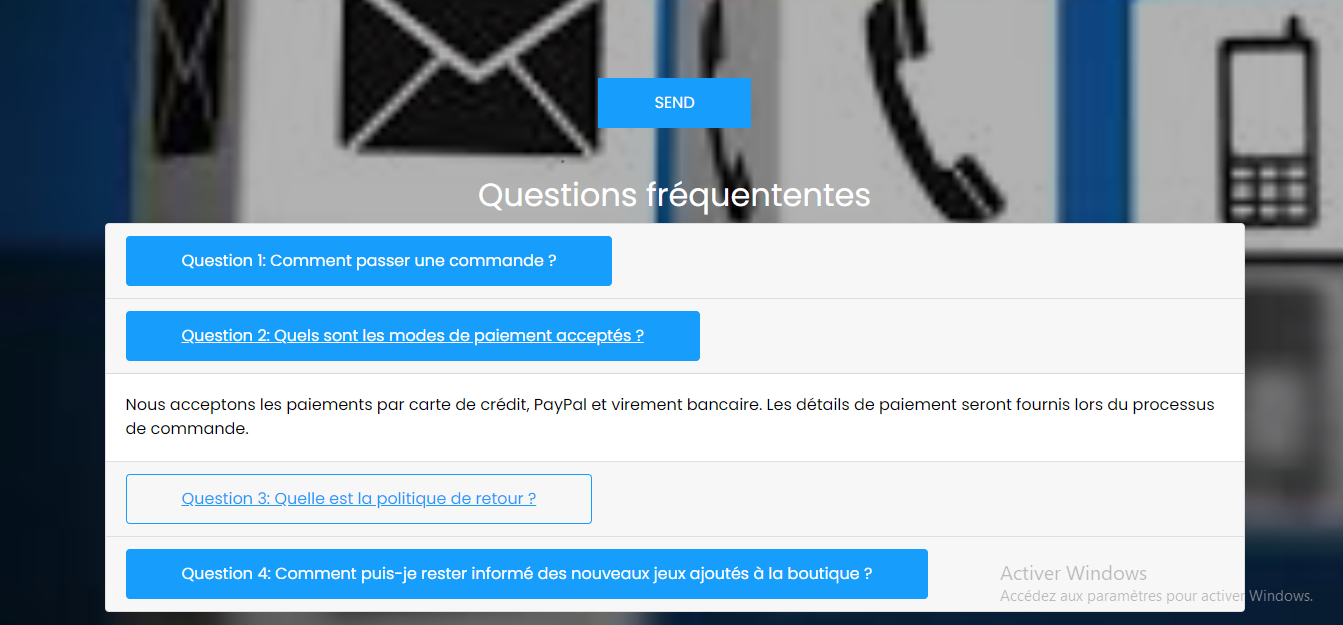 SEND
Questions fréquententes
Question 1: Comment passer une commande ?
Question 2: Quels sont les modes de paiement acceptés ?
Nous acceptons les paiements par carte de crédit, PayPal et virement bancaire. Les détails de paiement seront fournis lors du processus
de commande.
Question 3: Quelle est la politique de retour ?
Question 4: Comment puis-je rester informé des nouveaux jeux ajoutés à la boutique ?
Activer Windows
Accédez aux paramètres pour activer Windows.